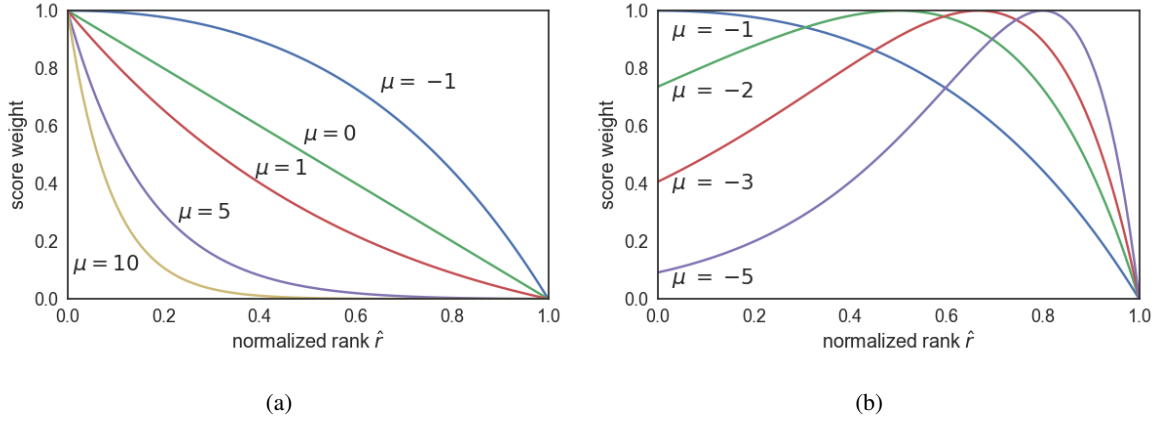 1.0
0.8
0.6
0.4
0.2
0.0
score weight
μ = −1
μ = 0
μ = 1
μ = 5
μ = 10
0.0 0.2 0.4 0.6 0.8 1.0
normalized rank r̂
(a)
1.0
0.8
0.6
0.4
0.2
0.0
score weight
μ = −1
μ = −2
μ = −3
μ = −5
0.0 0.2 0.4 0.6 0.8 1.0
normalized rank r̂
(b)